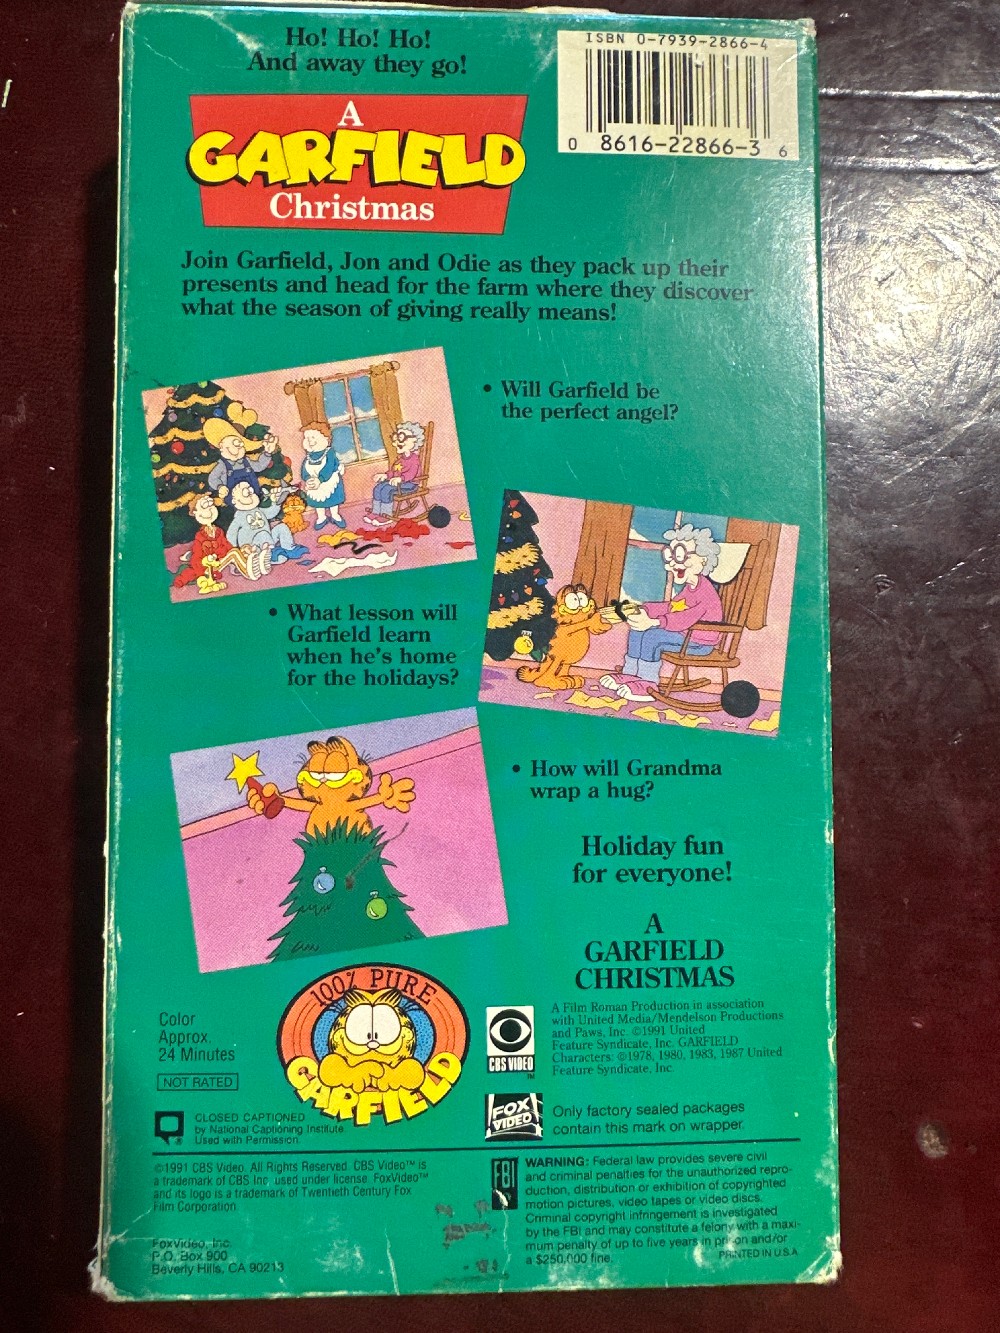 Ho! Ho! Ho!
And away they go!
ISBN 0-7939-2866-4
0 8616-22866-3 6
A
GARFIELD
Christmas
Join Garfield, Jon and Odie as they pack up their
presents and head for the farm where they discover
what the season of giving really means!
• Will Garfield be
the perfect angel?
• What lesson will
Garfield learn
when he's home
for the holidays?
• How will Grandma
wrap a hug?
Holiday fun
for everyone!
A
GARFIELD
CHRISTMAS
A Film Roman Production in association
with United Media/Mendelson Productions
and Paws, Inc. ©1991 United
Feature Syndicate, Inc. GARFIELD
Characters: ©1978, 1980, 1983, 1987 United
Feature Syndicate, Inc.
CBS VIDEO
TM
100% PURE
GARFIELD
Color
Approx.
24 Minutes
NOT RATED
CLOSED CAPTIONED
by National Captioning Institute.
Used with Permission.
FOX
VIDEO
Only factory sealed packages
contain this mark on wrapper.
©1991 CBS Video. All Rights Reserved. CBS Video™ is
a trademark of CBS Inc. used under license. FoxVideo™
and its logo is a trademark of Twentieth Century Fox
Film Corporation.
FoxVideo, Inc.
P.O. Box 900
Beverly Hills, CA 90213
FBI
WARNING: Federal law provides severe civil
and criminal penalties for the unauthorized repro-
duction, distribution or exhibition of copyrighted
motion pictures, video tapes or video discs.
Criminal copyright infringement is investigated
by the FBI and may constitute a felony with a maxi-
mum penalty of up to five years in prison and/or
a $250,000 fine.
PRINTED IN U.S.A.